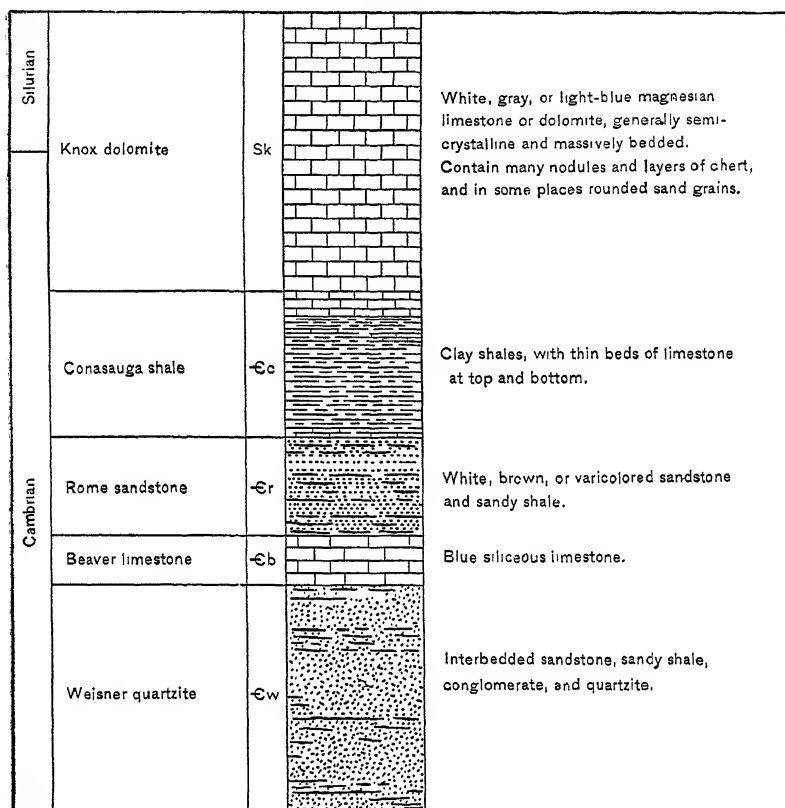 Silurian
Knox dolomite
Sk
White, gray, or light-blue magnesian
limestone or dolomite, generally semi-
crystalline and massively bedded.
Contain many nodules and layers of chert,
and in some places rounded sand grains.
Cambrian
Conasauga shale
Ꞓc
Clay shales, with thin beds of limestone
at top and bottom.
Rome sandstone
Ꞓr
White, brown, or varicolored sandstone
and sandy shale.
Beaver limestone
Ꞓb
Blue siliceous limestone.
Weisner quartzite
Ꞓw
Interbedded sandstone, sandy shale,
conglomerate, and quartzite.